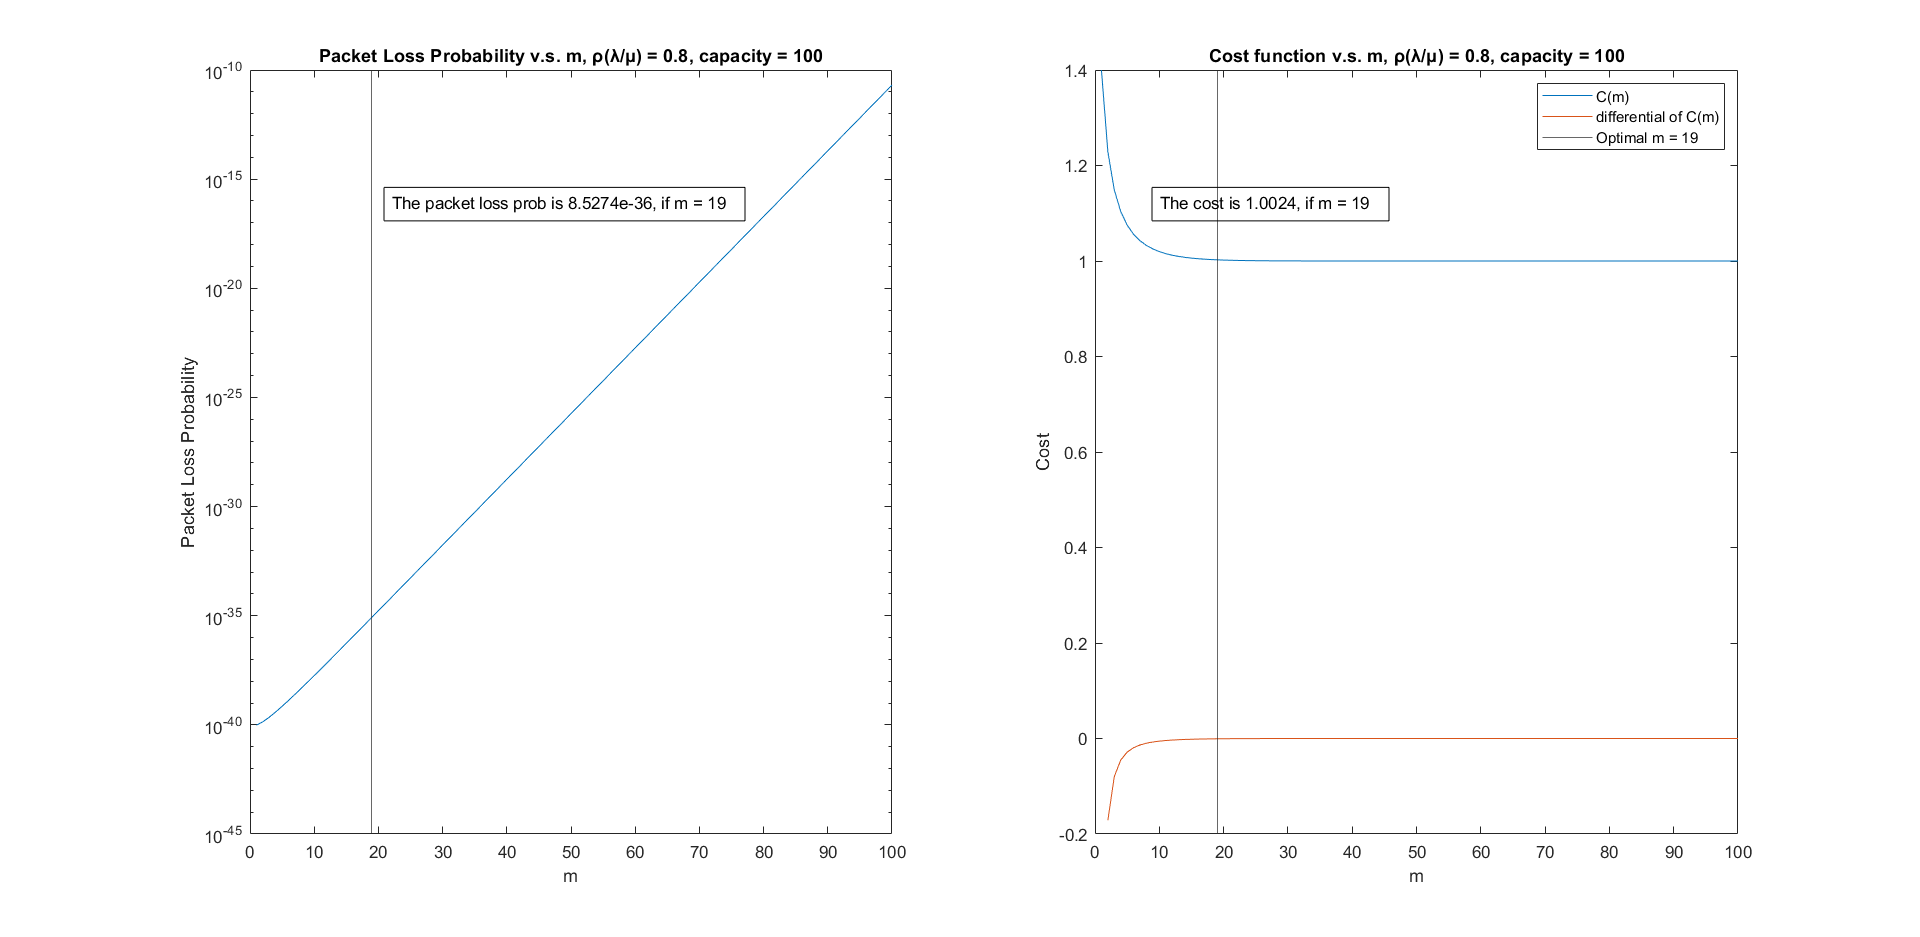 Packet Loss Probability v.s. m, ρ(λ/μ) = 0.8, capacity = 100
10^-10
10^-15
10^-20
10^-25
10^-30
10^-35
10^-40
10^-45
Packet Loss Probability
The packet loss prob is 8.5274e-36, if m = 19
0 10 20 30 40 50 60 70 80 90 100
m
Cost function v.s. m, ρ(λ/μ) = 0.8, capacity = 100
1.4
1.2
1
0.8
0.6
0.4
0.2
0
-0.2
Cost
C(m)
differential of C(m)
Optimal m = 19
The cost is 1.0024, if m = 19
0 10 20 30 40 50 60 70 80 90 100
m